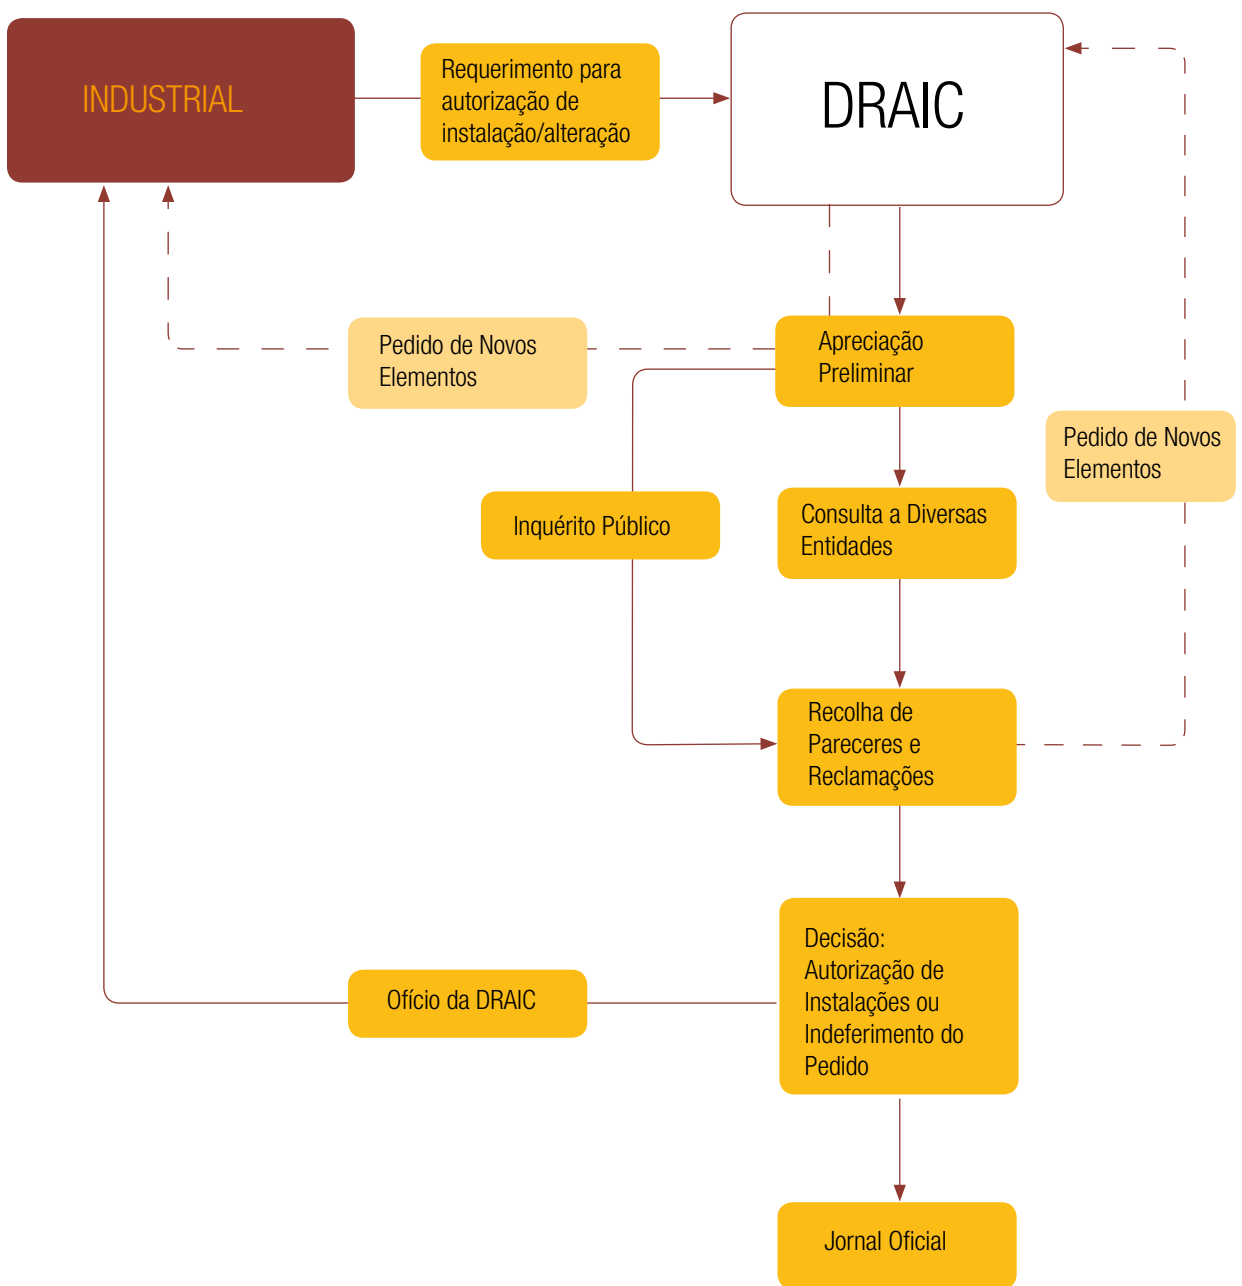 INDUSTRIAL
Requerimento para
autorização de
instalação/alteração
DRAIC
Pedido de Novos
Elementos
Apreciação
Preliminar
Pedido de Novos
Elementos
Inquérito Público
Consulta a Diversas
Entidades
Recolha de
Pareceres e
Reclamações
Decisão:
Autorização de
Instalações ou
Indeferimento do
Pedido
Ofício da DRAIC
Jornal Oficial